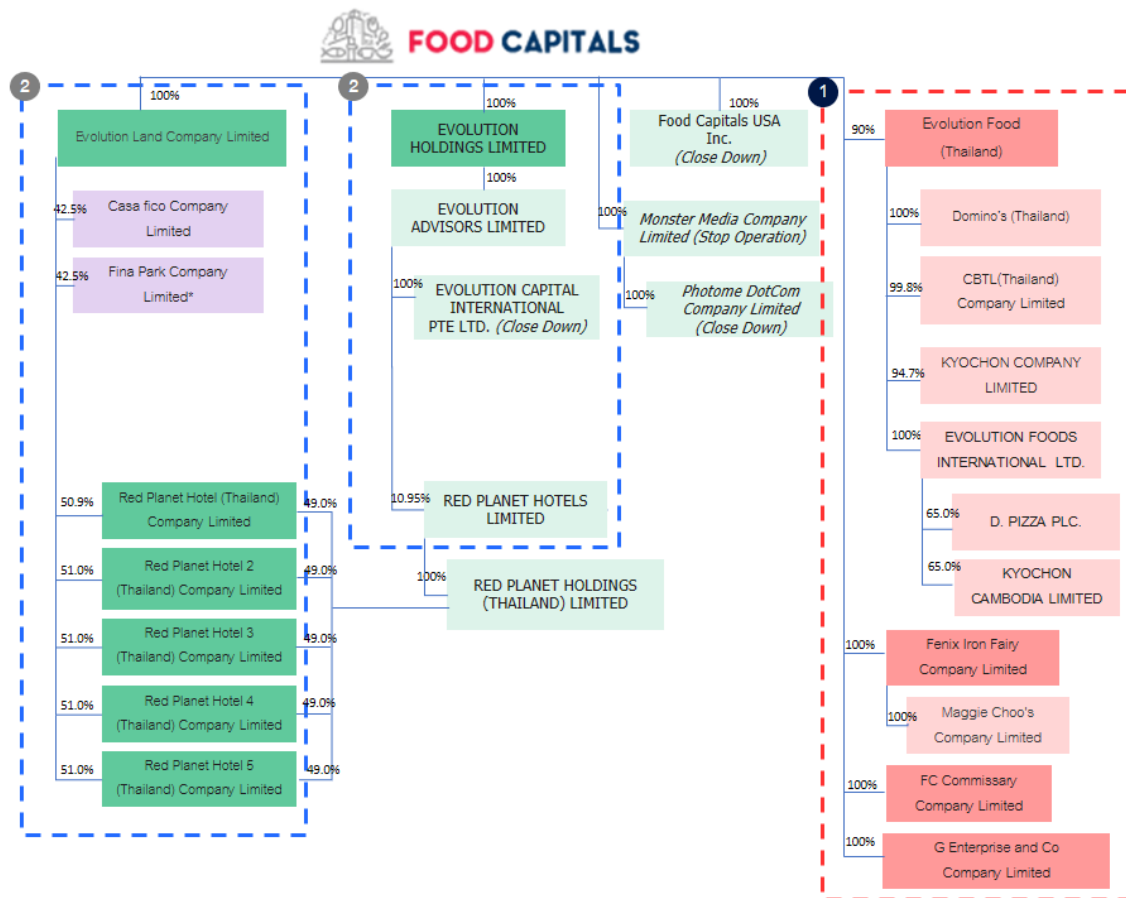 FOOD CAPITALS
2
100%
Evolution Land Company Limited
42.5%
Casa fico Company
Limited
42.5%
Fina Park Company
Limited*
50.9%
Red Planet Hotel (Thailand)
Company Limited
49.0%
51.0%
Red Planet Hotel 2
(Thailand) Company Limited
49.0%
51.0%
Red Planet Hotel 3
(Thailand) Company Limited
49.0%
51.0%
Red Planet Hotel 4
(Thailand) Company Limited
49.0%
51.0%
Red Planet Hotel 5
(Thailand) Company Limited
49.0%
2
100%
EVOLUTION
HOLDINGS LIMITED
100%
EVOLUTION
ADVISORS LIMITED
100%
EVOLUTION CAPITAL
INTERNATIONAL
PTE LTD. (Close Down)
10.95%
RED PLANET HOTELS
LIMITED
100%
RED PLANET HOLDINGS
(THAILAND) LIMITED
100%
Food Capitals USA
Inc.
(Close Down)
100%
Monster Media Company
Limited (Stop Operation)
100%
Photome DotCom
Company Limited
(Close Down)
1
90%
Evolution Food
(Thailand)
100%
Domino's (Thailand)
99.8%
CBTL(Thailand)
Company Limited
94.7%
KYOCHON COMPANY
LIMITED
100%
EVOLUTION FOODS
INTERNATIONAL LTD.
65.0%
D. PIZZA PLC.
65.0%
KYOCHON
CAMBODIA LIMITED
100%
Fenix Iron Fairy
Company Limited
100%
Maggie Choo's
Company Limited
100%
FC Commissary
Company Limited
100%
G Enterprise and Co
Company Limited